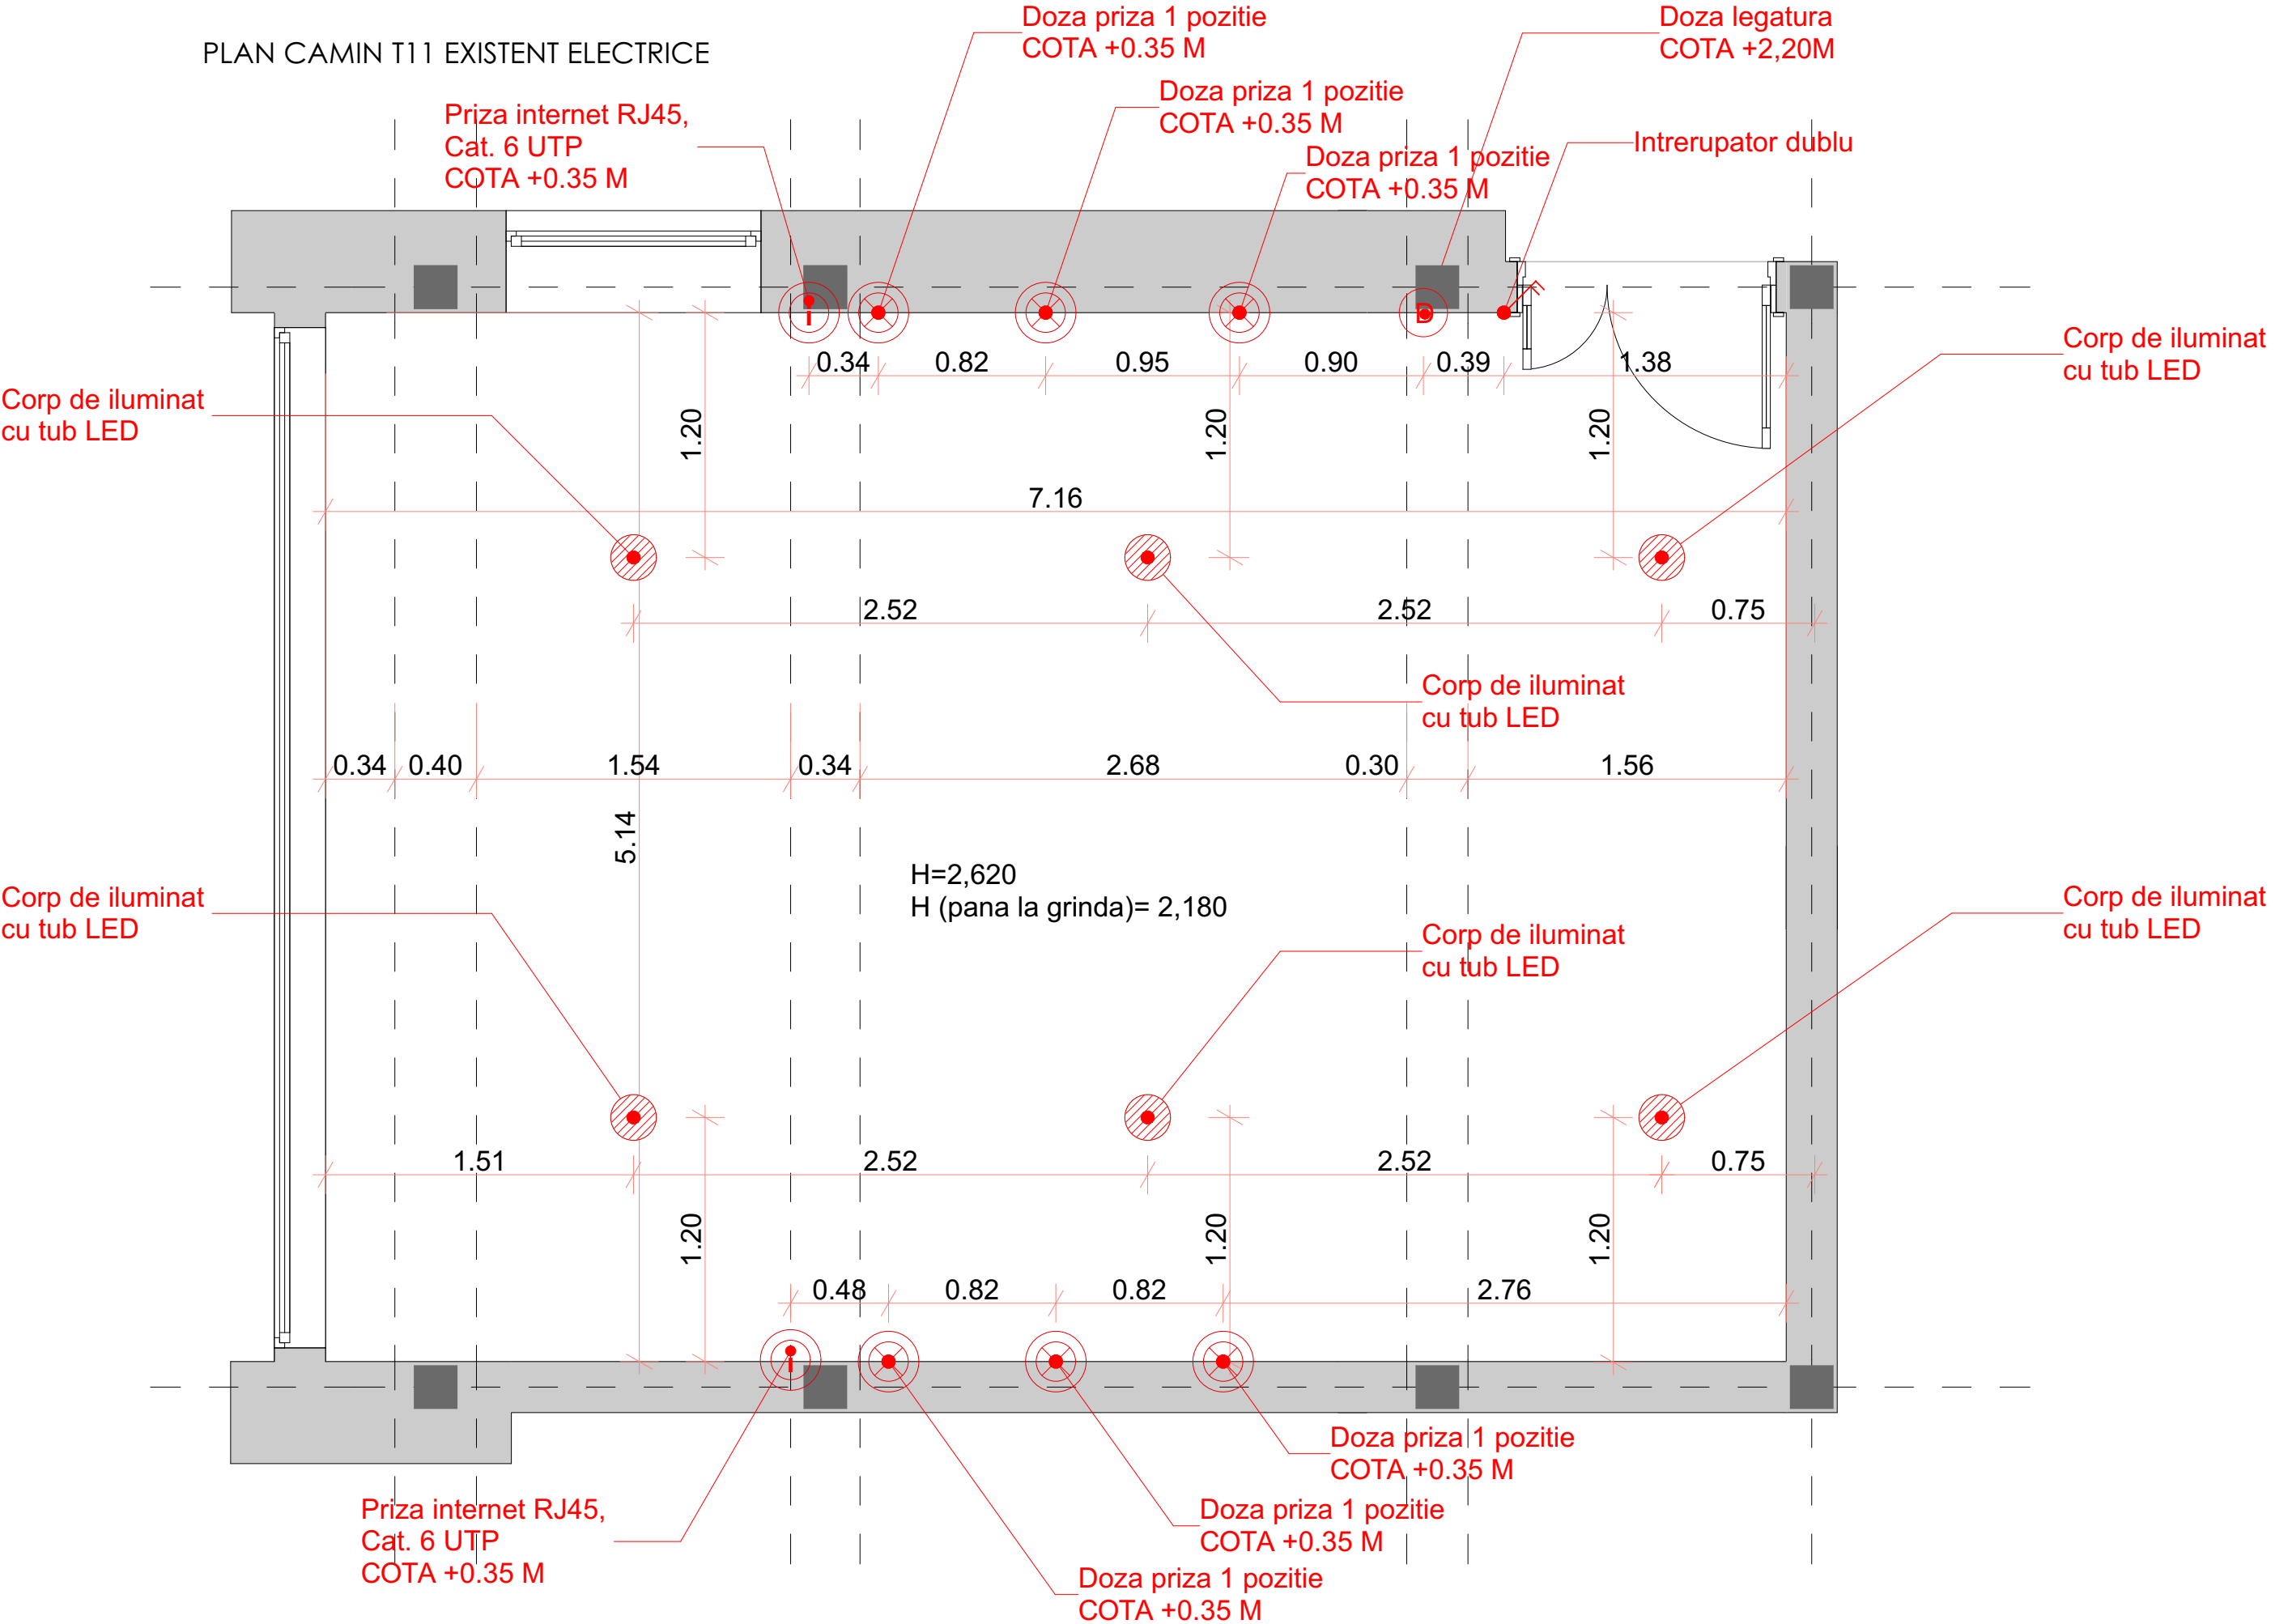 PLAN CAMIN T11 EXISTENT ELECTRICE
Doza priza 1 pozitie
COTA +0.35 M
Doza legatura
COTA +2,20M
Doza priza 1 pozitie
COTA +0.35 M
Priza internet RJ45,
Cat. 6 UTP
COTA +0.35 M
Doza priza 1 pozitie
COTA +0.35 M
Intrerupator dublu
i
D
0.34 0.82 0.95 0.90 0.39 1.38
Corp de iluminat
cu tub LED
Corp de iluminat
cu tub LED
1.20 1.20 1.20
7.16
2.52 2.52 0.75
Corp de iluminat
cu tub LED
0.34 0.40 1.54 0.34 2.68 0.30 1.56
5.14
H=2,620
H (pana la grinda)= 2,180
Corp de iluminat
cu tub LED
Corp de iluminat
cu tub LED
Corp de iluminat
cu tub LED
1.51 2.52 2.52 0.75
1.20 1.20 1.20
0.48 0.82 0.82 2.76
i
Doza priza 1 pozitie
COTA +0.35 M
Priza internet RJ45,
Cat. 6 UTP
COTA +0.35 M
Doza priza 1 pozitie
COTA +0.35 M
Doza priza 1 pozitie
COTA +0.35 M